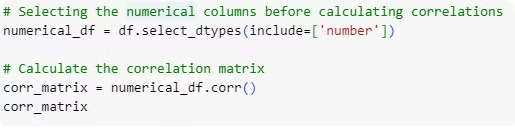 # Selecting the numerical columns before calculating correlations
numerical_df = df.select_dtypes(include=['number'])
# Calculate the correlation matrix
corr_matrix = numerical_df.corr()
corr_matrix